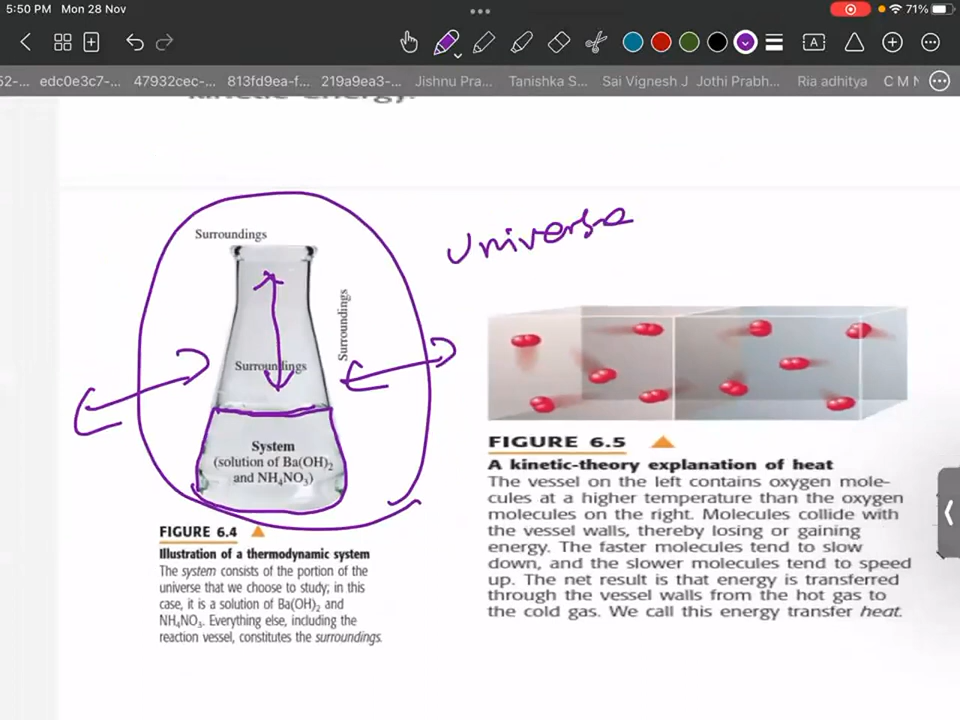 5:50 PM Mon 28 Nov
71%
A
52-... edc0e3c7-... 47932cec-... 813fd9ea-f... 219a9ea3-... Jishnu Pra... Tanishka S... Sai Vignesh J Jothi Prabh... Ria adhitya C M N
kinetic energy.
Universe
Surroundings
Surroundings
Surroundings
System
(solution of Ba(OH)₂
and NH₄NO₃)
FIGURE 6.4
Illustration of a thermodynamic system
The system consists of the portion of the
universe that we choose to study; in this
case, it is a solution of Ba(OH)₂ and
NH₄NO₃. Everything else, including the
reaction vessel, constitutes the surroundings.
FIGURE 6.5
A kinetic-theory explanation of heat
The vessel on the left contains oxygen mole-
cules at a higher temperature than the oxygen
molecules on the right. Molecules collide with
the vessel walls, thereby losing or gaining
energy. The faster molecules tend to slow
down, and the slower molecules tend to speed
up. The net result is that energy is transferred
through the vessel walls from the hot gas to
the cold gas. We call this energy transfer heat.